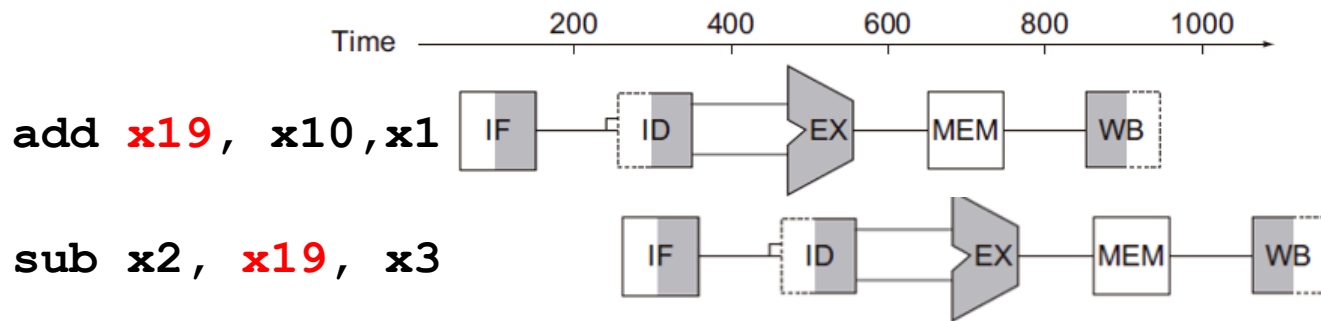 Time 200 400 600 800 1000
add x19, x10,x1 IF ID EX MEM WB
sub x2, x19, x3 IF ID EX MEM WB